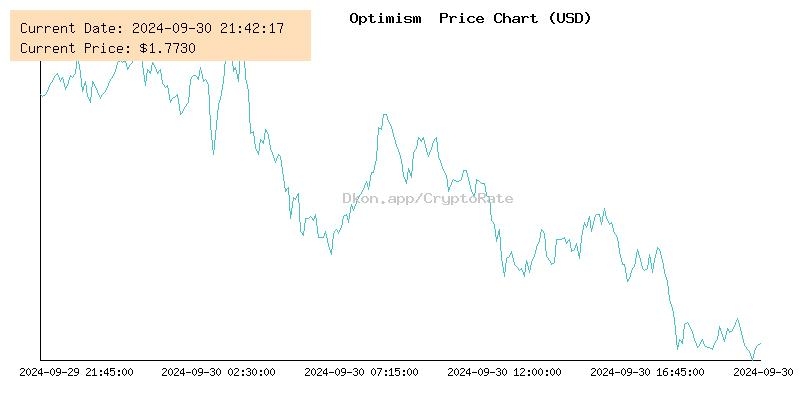 Optimism  Price Chart (USD)
Current Date: 2024-09-30 21:42:17
Current Price: $1.7730
Dkon.app/CryptoRate
2024-09-29 21:45:00 2024-09-30 02:30:00 2024-09-30 07:15:00 2024-09-30 12:00:00 2024-09-30 16:45:00 2024-09-30